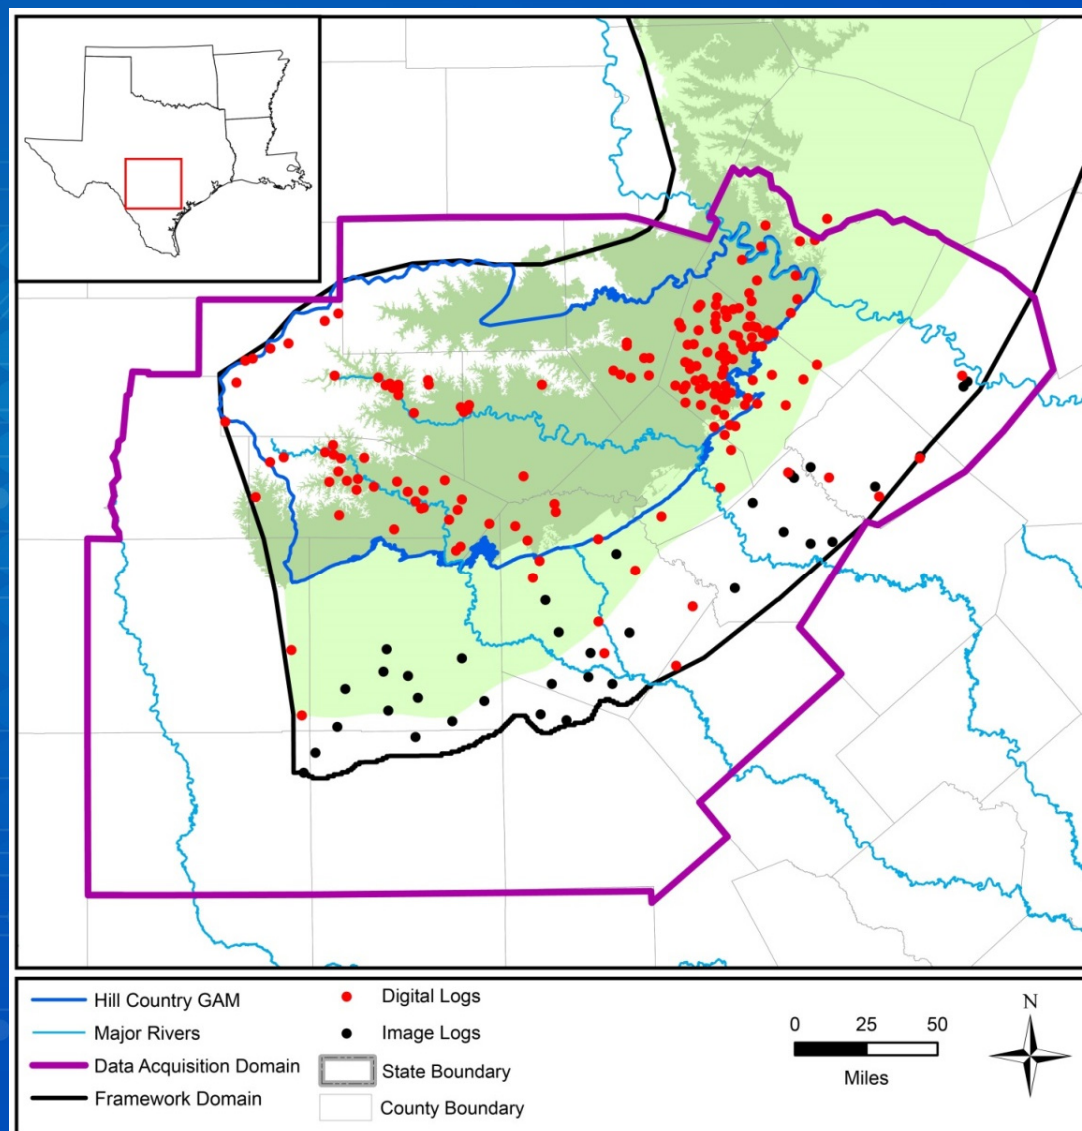 Hill Country GAM
Major Rivers
Data Acquisition Domain
Framework Domain
Digital Logs
Image Logs
State Boundary
County Boundary
0 25 50
Miles
N